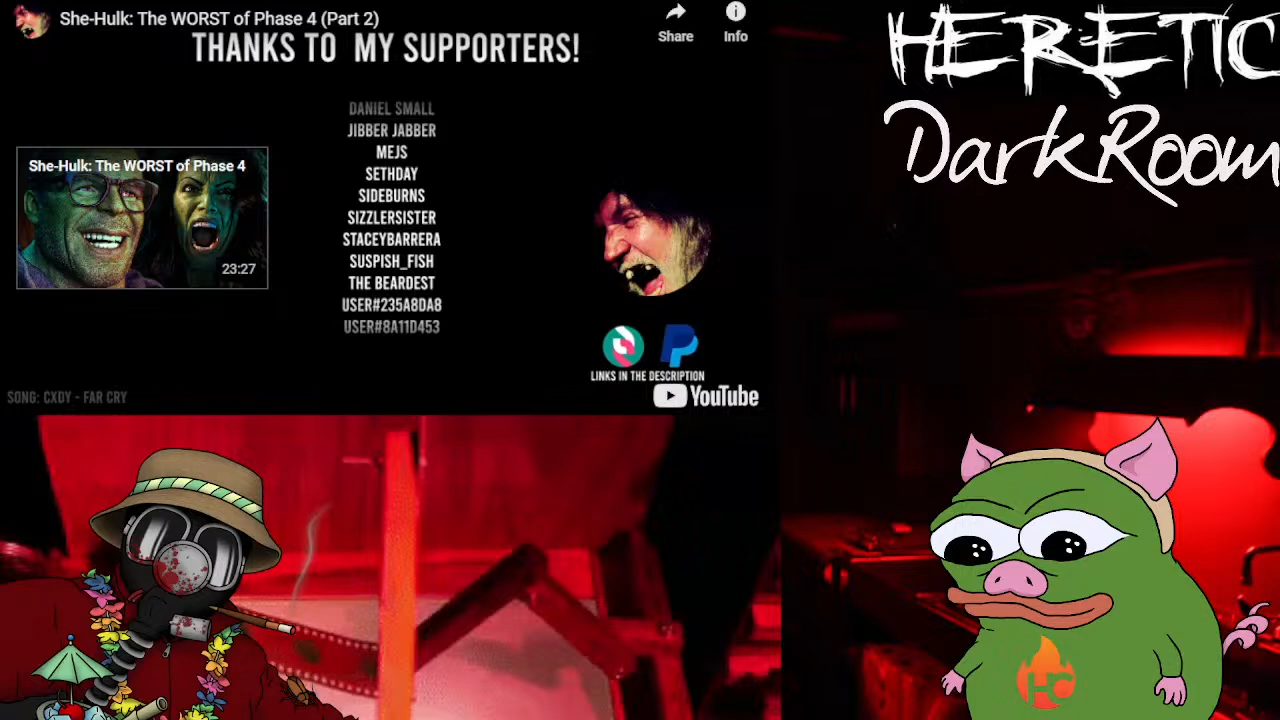 She-Hulk: The WORST of Phase 4 (Part 2)
Share
Info
THANKS TO MY SUPPORTERS!
DANIEL SMALL
JIBBER JABBER
MEJS
SETHDAY
SIDEBURNS
SIZZLERSISTER
STACEYBARRERA
SUSPISH_FISH
THE BEARDEST
USER#235A8DA8
USER#8A11D453
She-Hulk: The WORST of Phase 4
23:27
LINKS IN THE DESCRIPTION
YouTube
SONG: CXDY - FAR CRY
HERETIC
DarkRoom
HC